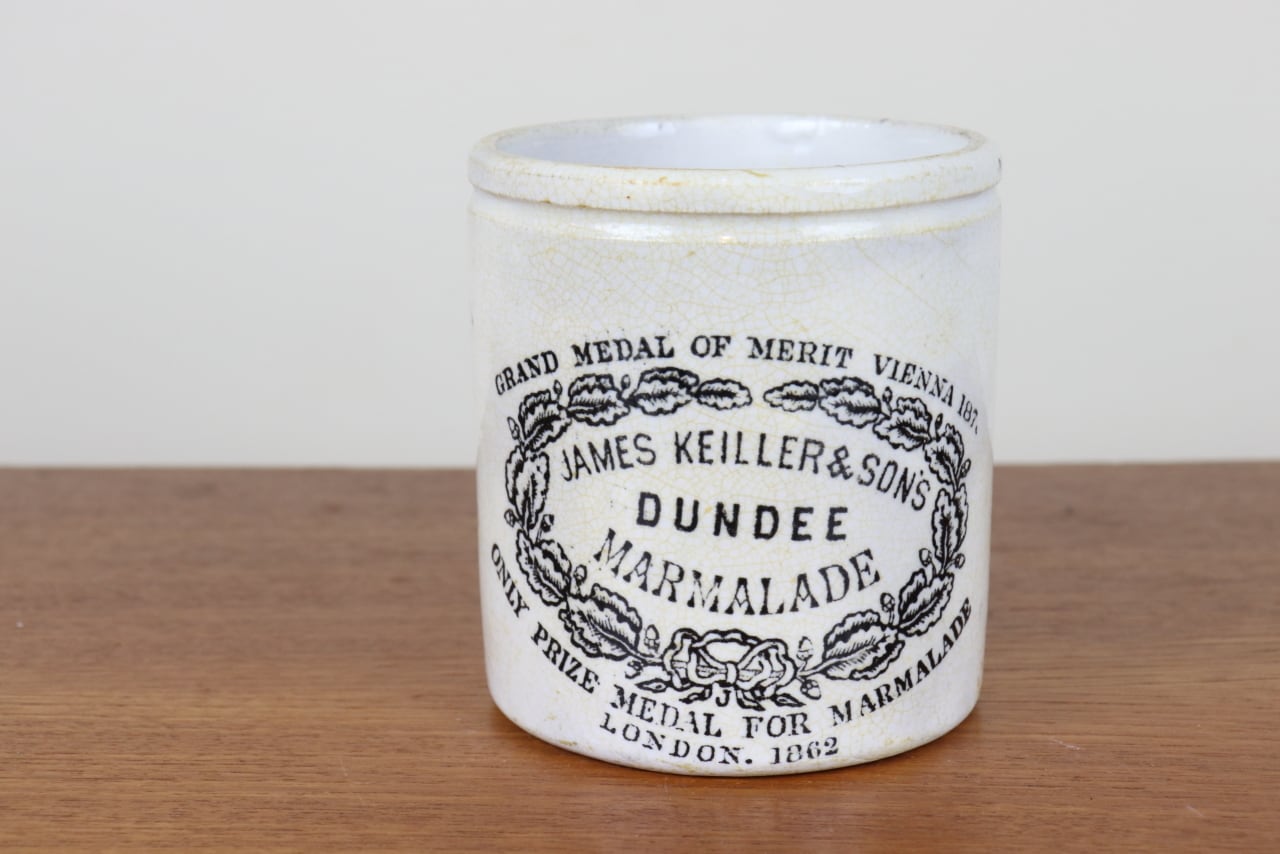 GRAND MEDAL OF MERIT VIENNA 187
JAMES KEILLER & SON'S
DUNDEE
MARMALADE
J
ONLY PRIZE MEDAL FOR MARMALADE
LONDON. 1862